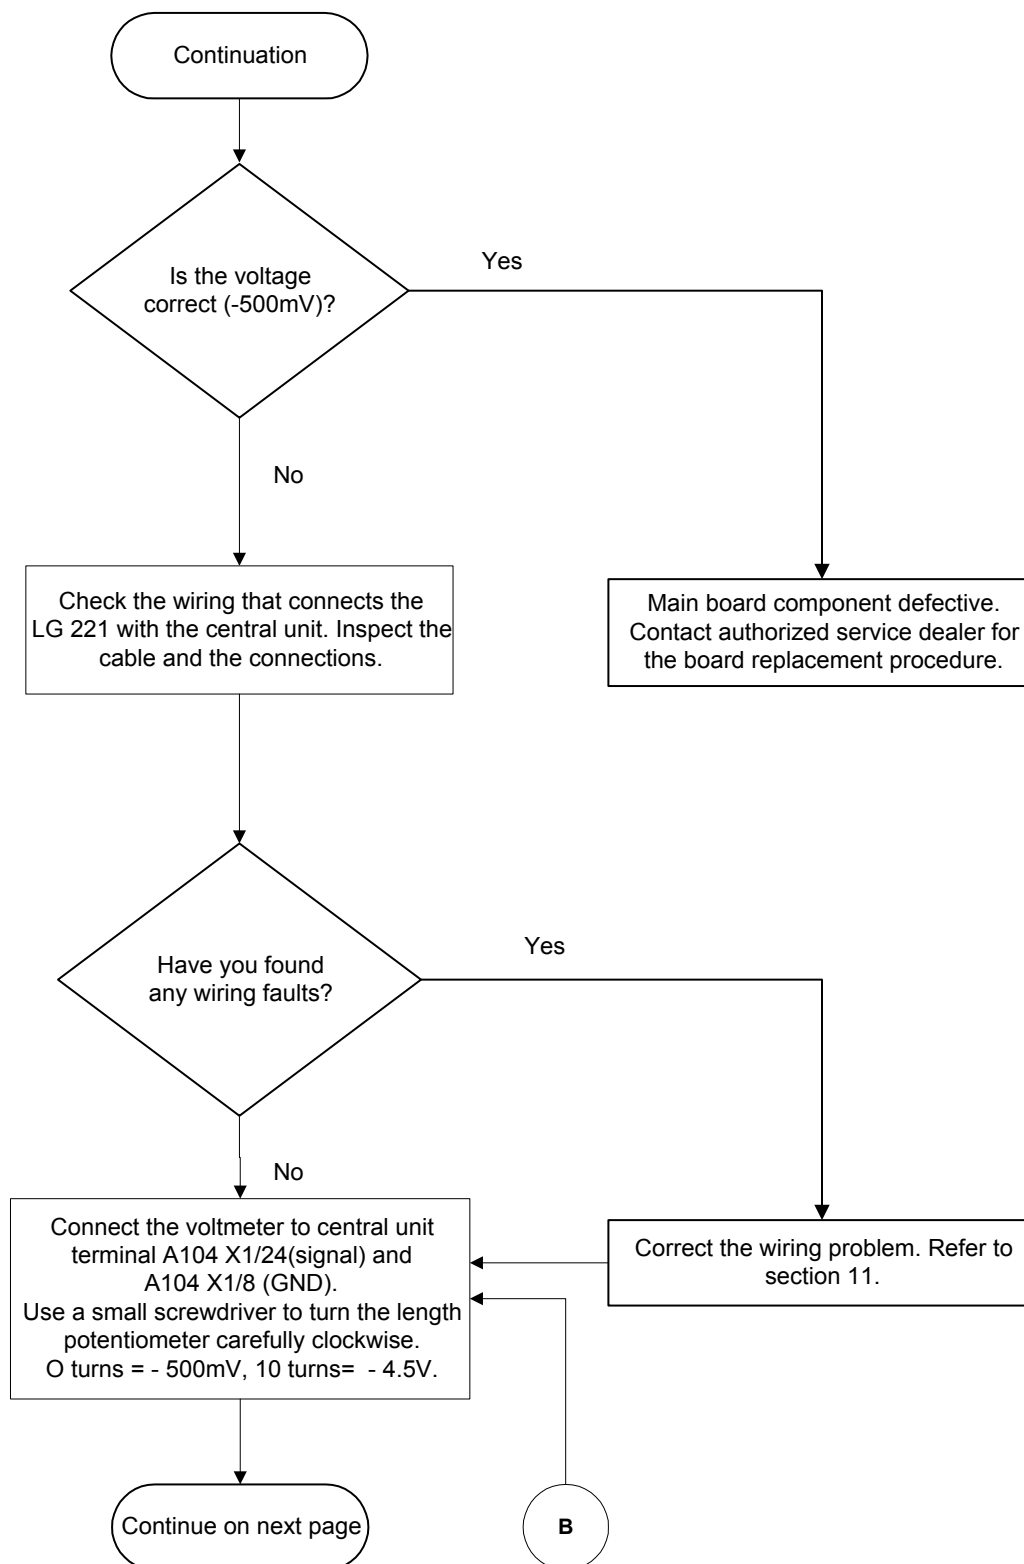 Continuation
Is the voltage
correct (-500mV)?
Yes
No
Check the wiring that connects the
LG 221 with the central unit. Inspect the
cable and the connections.
Main board component defective.
Contact authorized service dealer for
the board replacement procedure.
Have you found
any wiring faults?
Yes
No
Connect the voltmeter to central unit
terminal A104 X1/24(signal) and
A104 X1/8 (GND).
Use a small screwdriver to turn the length
potentiometer carefully clockwise.
O turns = - 500mV, 10 turns=  - 4.5V.
Correct the wiring problem. Refer to
section 11.
Continue on next page
B